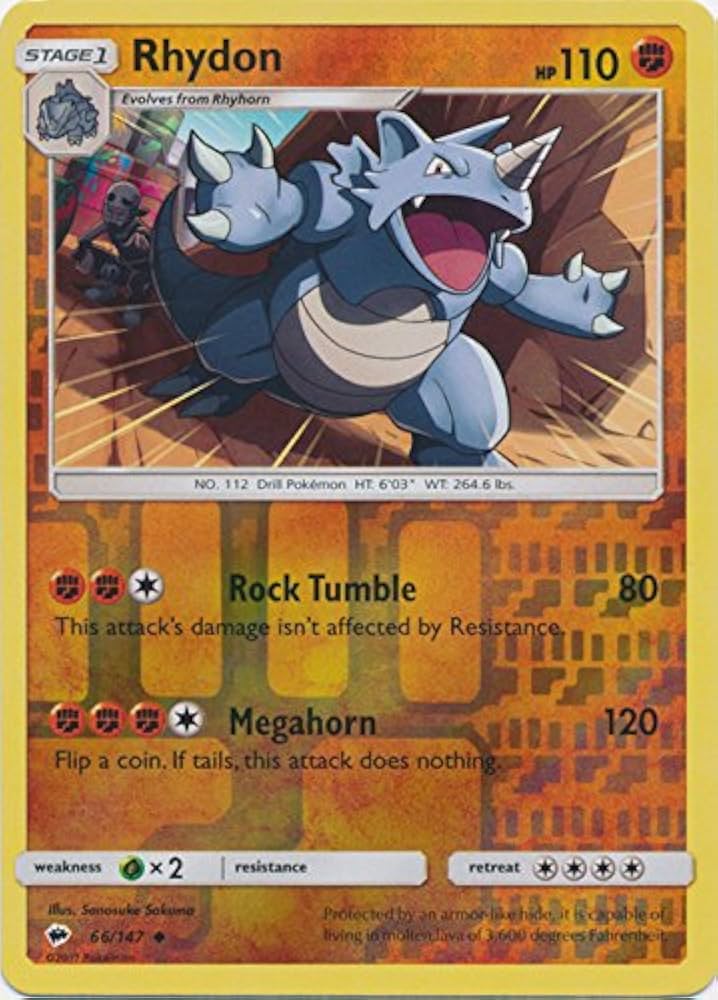 STAGE 1
Rhydon
HP 110
Evolves from Rhyhorn
NO. 112 Drill Pokémon HT: 6'03" WT: 264.6 lbs.
Rock Tumble 80
This attack's damage isn't affected by Resistance.
Megahorn 120
Flip a coin. If tails, this attack does nothing.
weakness × 2 resistance retreat
Illus. Sanosuke Sakuma
Protected by an armor-like hide, it is capable of
living in molten lava of 3,600 degrees Fahrenheit.
66/147
©2017 Pokémon